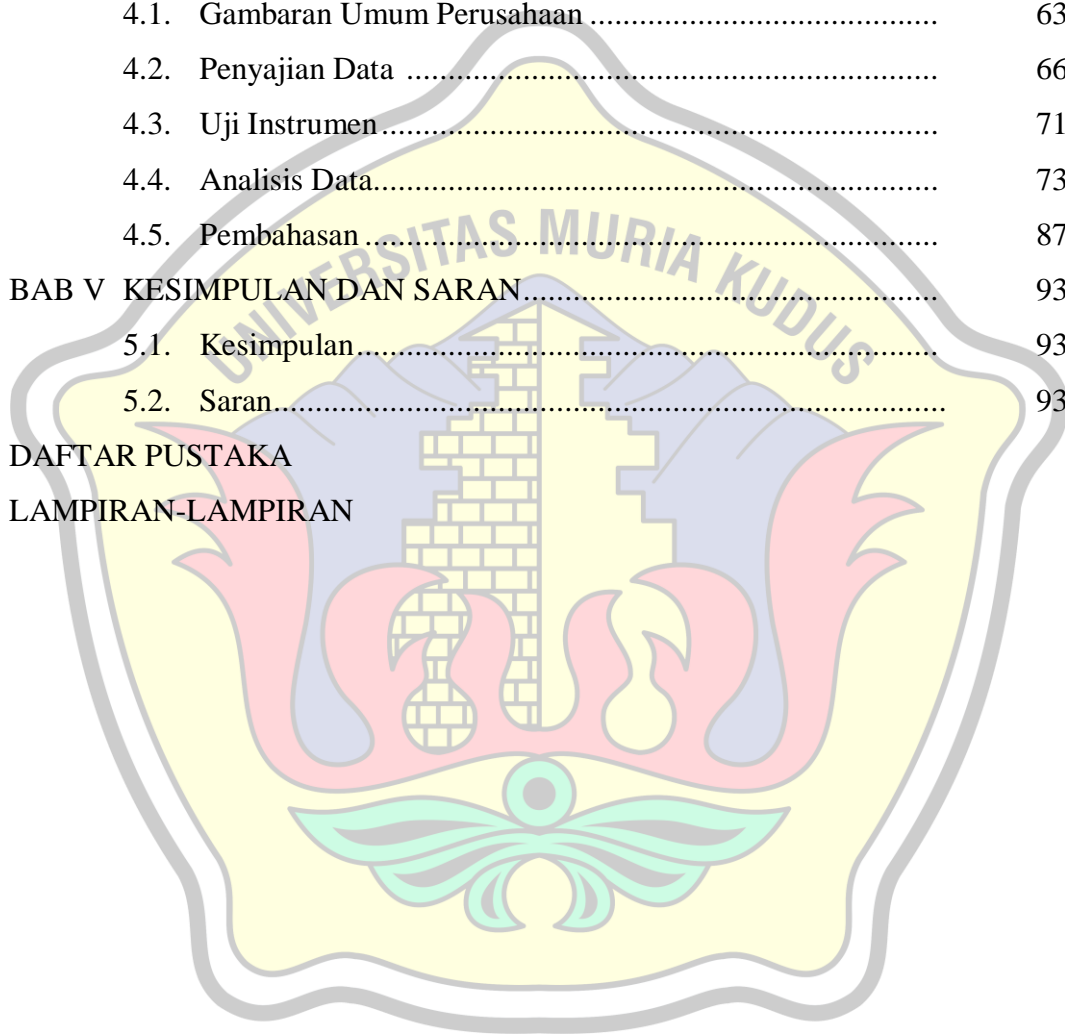 4.1. Gambaran Umum Perusahaan ............................................. 63
4.2. Penyajian Data ..................................................................... 66
4.3. Uji Instrumen ........................................................................ 71
4.4. Analisis Data......................................................................... 73
4.5. Pembahasan .......................................................................... 87
BAB V KESIMPULAN DAN SARAN ...................................................... 93
5.1. Kesimpulan ........................................................................... 93
5.2. Saran...................................................................................... 93
DAFTAR PUSTAKA
LAMPIRAN-LAMPIRAN
UNIVERSITAS MURIA KUDUS